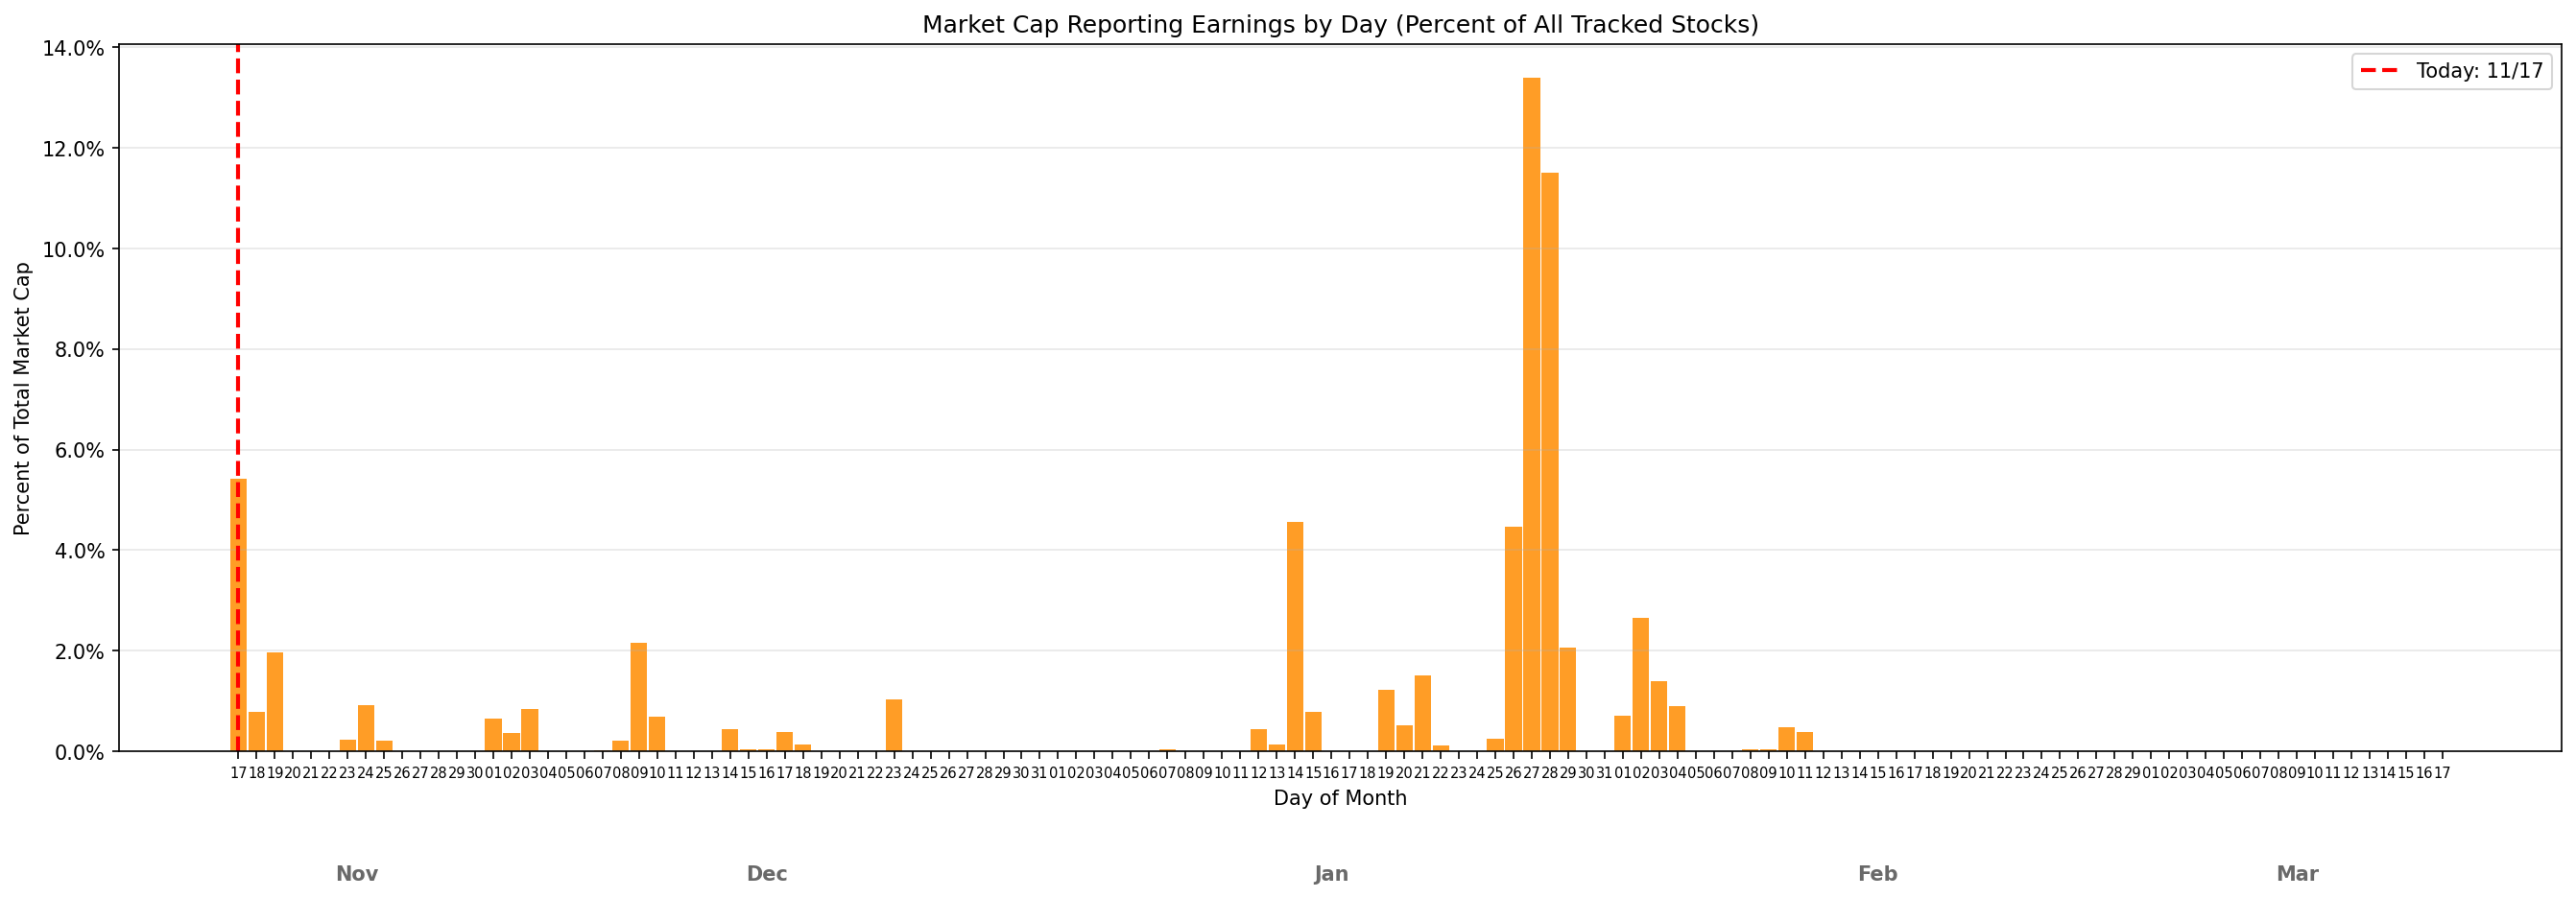 Market Cap Reporting Earnings by Day (Percent of All Tracked Stocks)
Today: 11/17
Percent of Total Market Cap
14.0%
12.0%
10.0%
8.0%
6.0%
4.0%
2.0%
0.0%
17 18 19 20 21 22 23 24 25 26 27 28 29 30 01 02 03 04 05 06 07 08 09 10 11 12 13 14 15 16 17 18 19 20 21 22 23 24 25 26 27 28 29 30 31 01 02 03 04 05 06 07 08 09 10 11 12 13 14 15 16 17 18 19 20 21 22 23 24 25 26 27 28 29 30 31 01 02 03 04 05 06 07 08 09 10 11 12 13 14 15 16 17 18 19 20 21 22 23 24 25 26 27 28 29 01 02 03 04 05 06 07 08 09 10 11 12 13 14 15 16 17
Day of Month
Nov Dec Jan Feb Mar